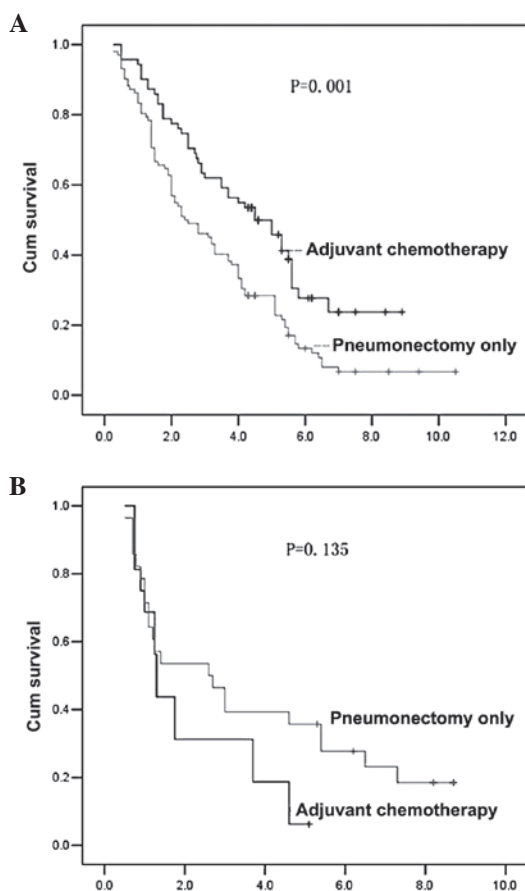 A
1.0
P=0.001
0.8
0.6
Cum survival
0.4
Adjuvant chemotherapy
0.2
Pneumonectomy only
0.0
0.0 2.0 4.0 6.0 8.0 10.0 12.0
B
1.0
P=0.135
0.8
0.6
Cum survival
0.4
Pneumonectomy only
0.2
Adjuvant chemotherapy
0.0
0.0 2.0 4.0 6.0 8.0 10.0